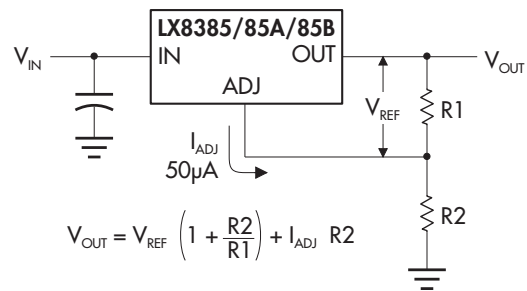 LX8385/85A/85B
V_IN IN OUT V_OUT
ADJ
V_REF R1
I_ADJ
50µA
R2
V_OUT = V_REF (1 + R2/R1) + I_ADJ R2